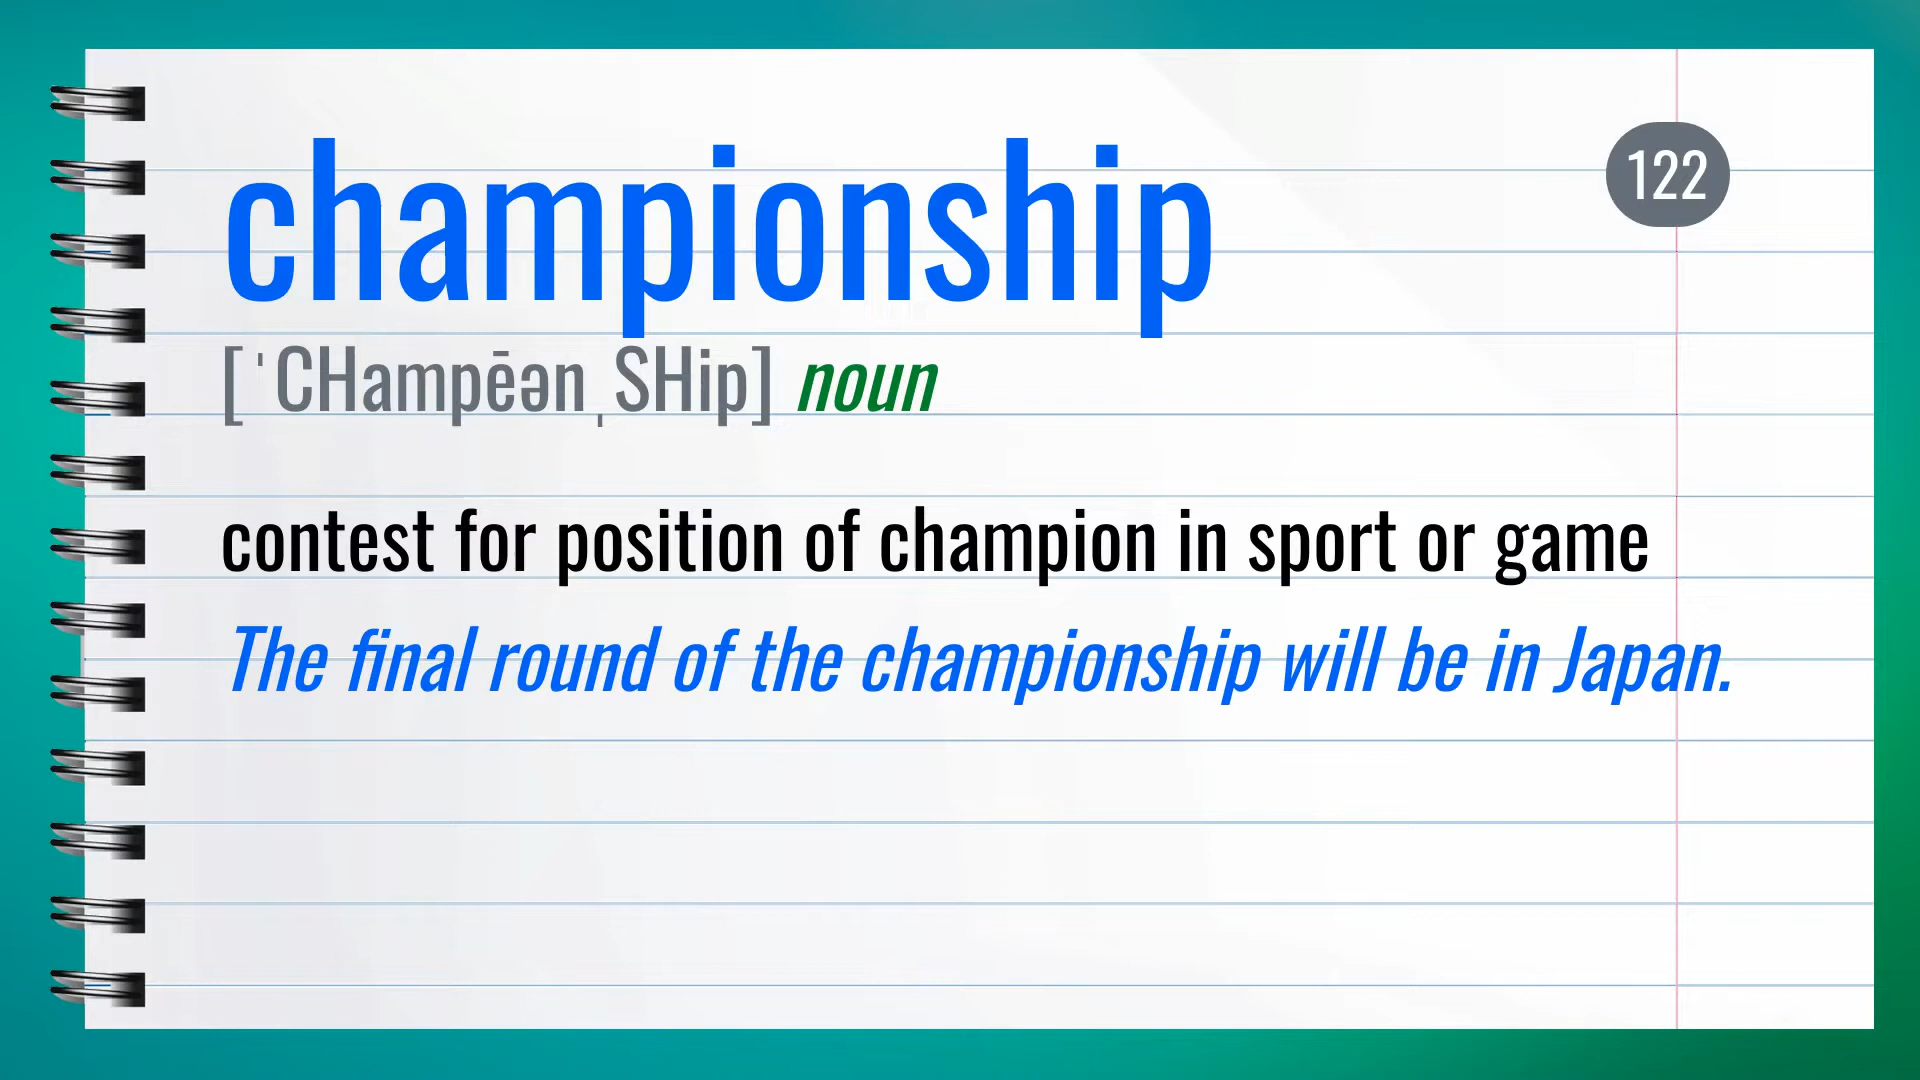 championship
122
[ˈCHampēənˌSHip] noun
contest for position of champion in sport or game
The final round of the championship will be in Japan.